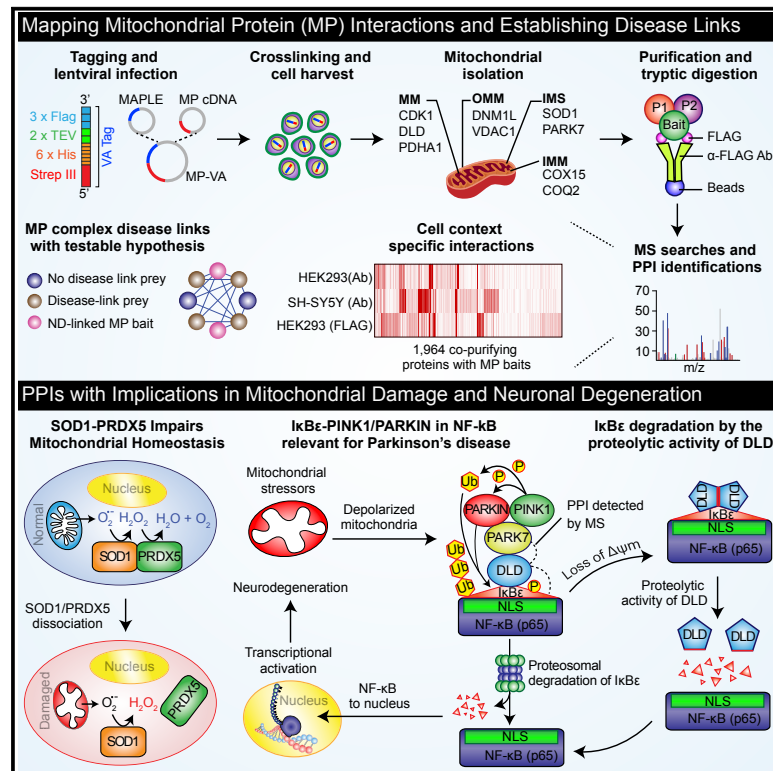 Mapping Mitochondrial Protein (MP) Interactions and Establishing Disease Links
Tagging and
lentviral infection
3'
3 x Flag
2 x TEV
6 x His
Strep III
5'
VA Tag
MAPLE
MP cDNA
MP-VA
Crosslinking and
cell harvest
Mitochondrial
isolation
MM
CDK1
DLD
PDHA1
OMM
DNM1L
VDAC1
IMS
SOD1
PARK7
IMM
COX15
COQ2
Purification and
tryptic digestion
P1
P2
Bait
FLAG
α-FLAG Ab
Beads
MP complex disease links
with testable hypothesis
No disease link prey
Disease-link prey
ND-linked MP bait
Cell context
specific interactions
HEK293(Ab)
SH-SY5Y (Ab)
HEK293 (FLAG)
1,964 co-purifying
proteins with MP baits
MS searches and
PPI identifications
70
50
30
10
m/z
PPIs with Implications in Mitochondrial Damage and Neuronal Degeneration
SOD1-PRDX5 Impairs
Mitochondrial Homeostasis
Nucleus
Normal
O₂•- H₂O₂ H₂O + O₂
SOD1
PRDX5
SOD1/PRDX5
dissociation
Nucleus
Damaged
O₂•- H₂O₂
PRDX5
SOD1
IκBε-PINK1/PARKIN in NF-kB
relevant for Parkinson's disease
Mitochondrial
stressors
Depolarized
mitochondria
Neurodegeneration
Transcriptional
activation
Nucleus
NF-κB
to nucleus
Ub
P
P
PARKIN
PINK1
PARK7
Ub
Ub
Ub
DLD
P
IκBε
NLS
NF-κB (p65)
PPI detected
by MS
Loss of Δψm
Proteosomal
degradation of IκBε
NLS
NF-κB (p65)
IκBε degradation by the
proteolytic activity of DLD
DLD
DLD
IκBε
NLS
NF-κB (p65)
Proteolytic
activity of DLD
DLD
DLD
NLS
NF-κB (p65)